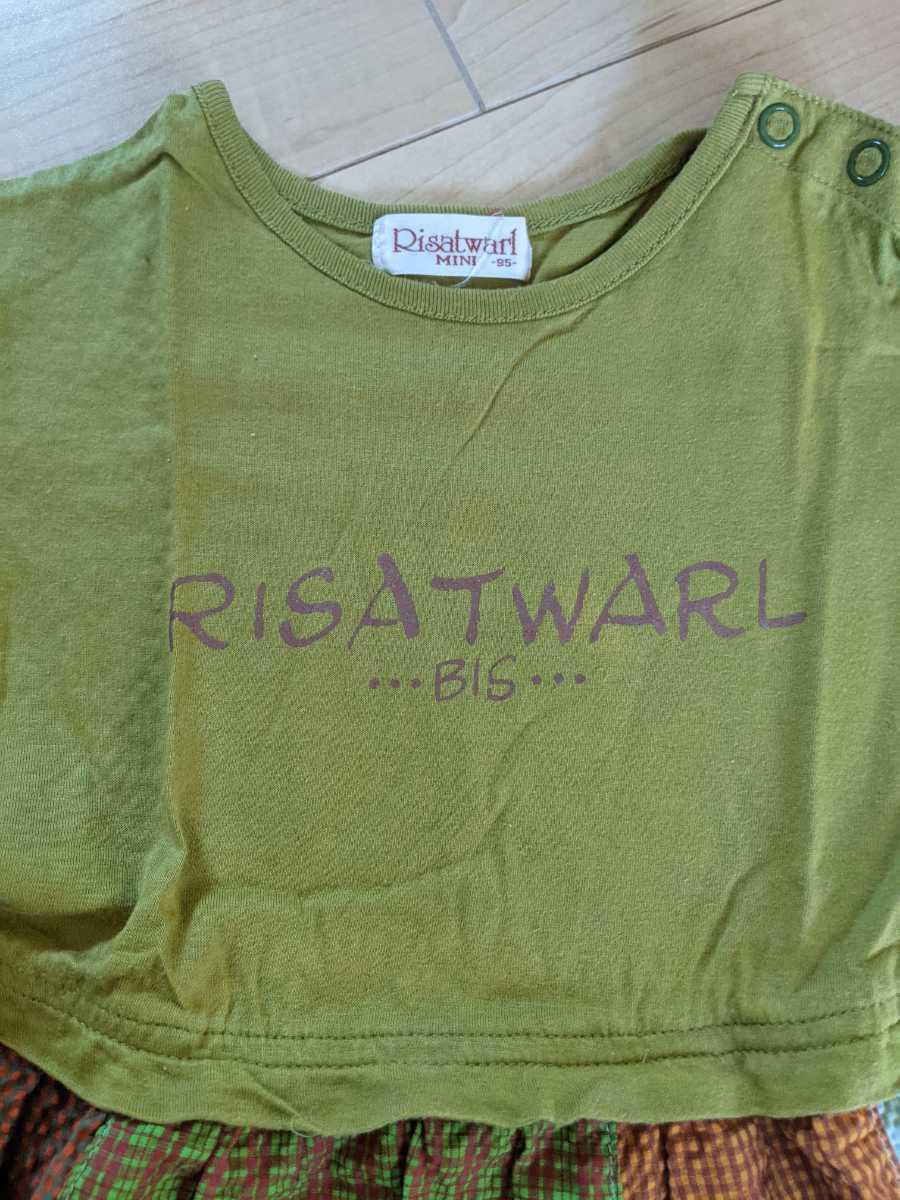 Risatwarl
MINI -95-
RISATWARL
...BIS...